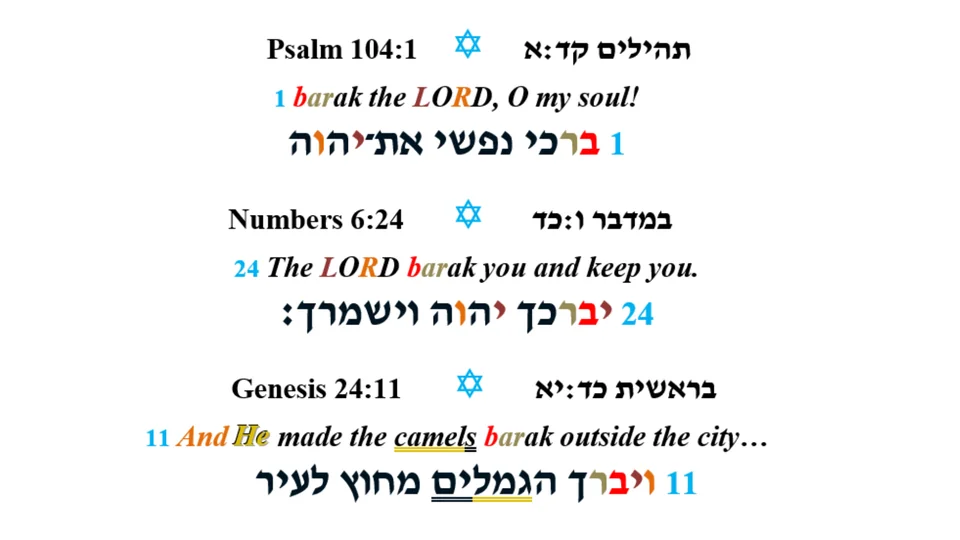 Psalm 104:1 ✡ תהילים קד:א
1 barak the LORD, O my soul!
1 ברכי נפשי את־יהוה
Numbers 6:24 ✡ במדבר ו:כד
24 The LORD barak you and keep you.
24 יברכך יהוה וישמרך:
Genesis 24:11 ✡ בראשית כד:יא
11 And He made the camels barak outside the city…
11 ויברך הגמלים מחוץ לעיר